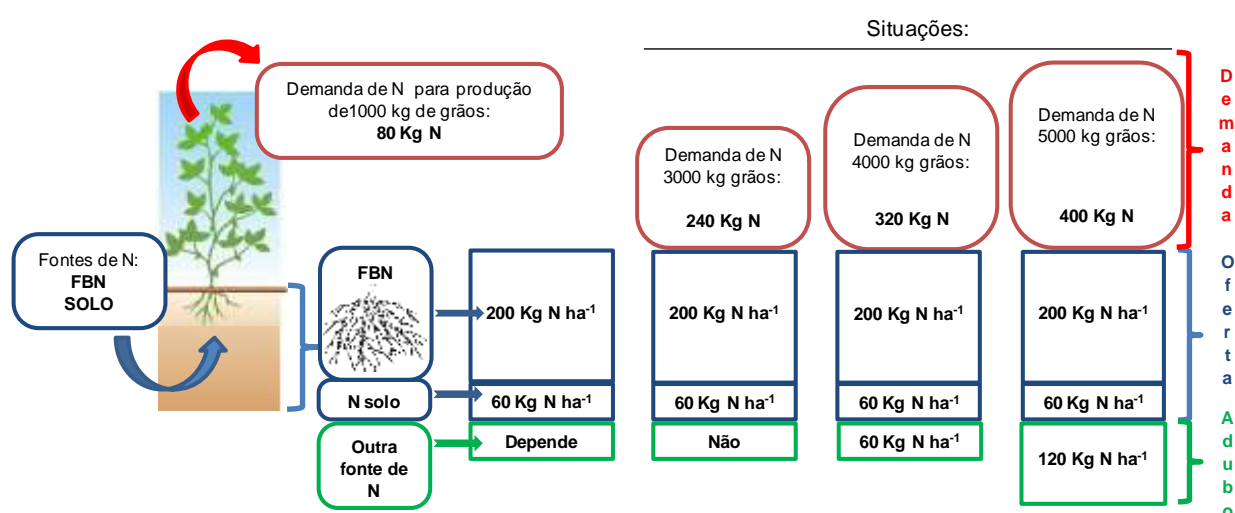 Situações:
Demanda de N para produção
de1000 kg de grãos:
80 Kg N
Demanda de N
3000 kg grãos:
240 Kg N
Demanda de N
4000 kg grãos:
320 Kg N
Demanda de N
5000 kg grãos:
400 Kg N
Demanda
Fontes de N:
FBN
SOLO
FBN
200 Kg N ha⁻¹
200 Kg N ha⁻¹
200 Kg N ha⁻¹
200 Kg N ha⁻¹
Oferta
N solo
60 Kg N ha⁻¹
60 Kg N ha⁻¹
60 Kg N ha⁻¹
60 Kg N ha⁻¹
Outra
fonte de
N
Depende
Não
60 Kg N ha⁻¹
120 Kg N ha⁻¹
Adubo